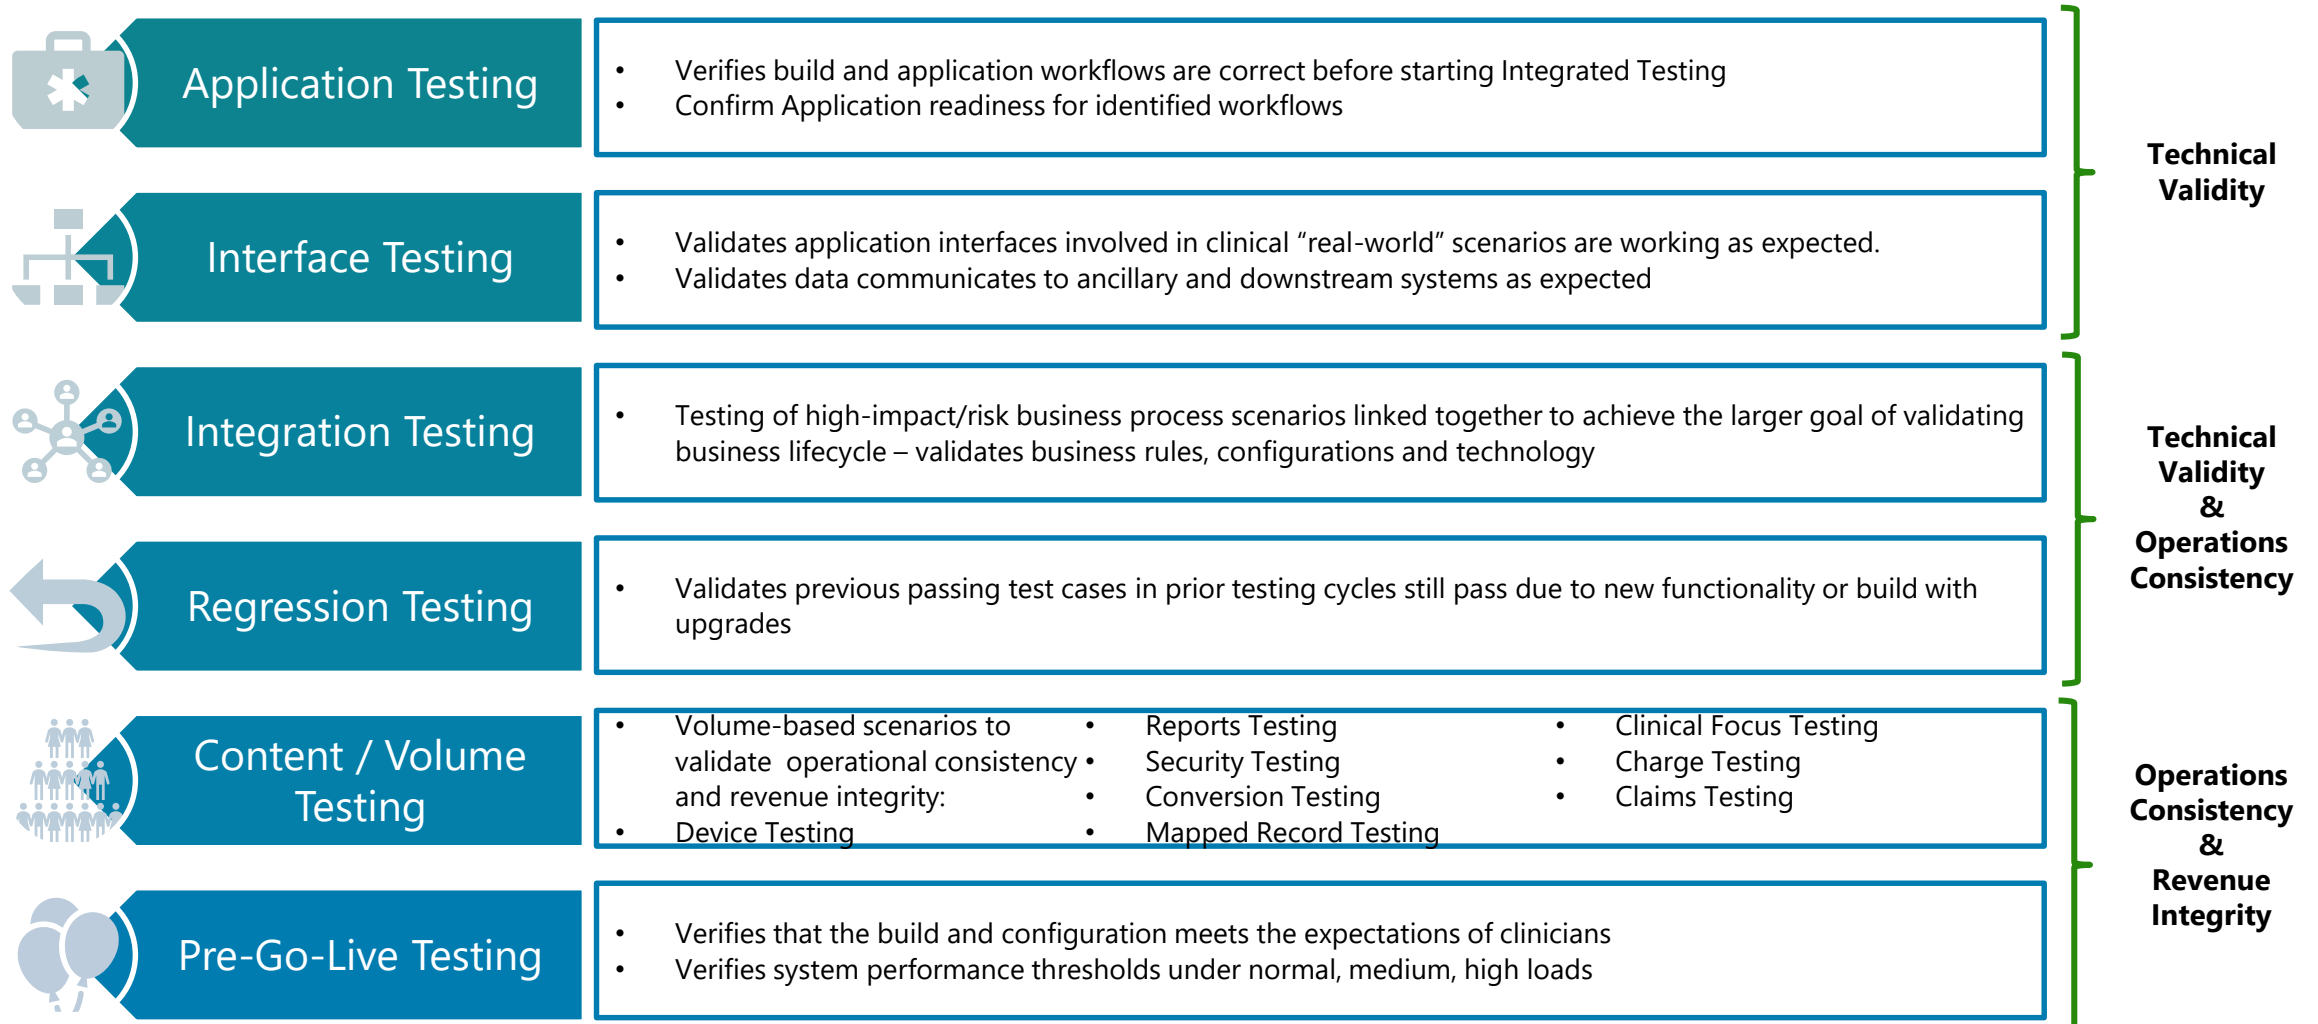 Application Testing
• Verifies build and application workflows are correct before starting Integrated Testing
• Confirm Application readiness for identified workflows
Technical
Validity
Interface Testing
• Validates application interfaces involved in clinical “real-world” scenarios are working as expected.
• Validates data communicates to ancillary and downstream systems as expected
Integration Testing
• Testing of high-impact/risk business process scenarios linked together to achieve the larger goal of validating
business lifecycle – validates business rules, configurations and technology
Technical
Validity
&
Operations
Consistency
Regression Testing
• Validates previous passing test cases in prior testing cycles still pass due to new functionality or build with
upgrades
Content / Volume
Testing
• Volume-based scenarios to
validate operational consistency
and revenue integrity:
• Device Testing
• Reports Testing
• Security Testing
• Conversion Testing
• Mapped Record Testing
• Clinical Focus Testing
• Charge Testing
• Claims Testing
Operations
Consistency
&
Revenue
Integrity
Pre-Go-Live Testing
• Verifies that the build and configuration meets the expectations of clinicians
• Verifies system performance thresholds under normal, medium, high loads